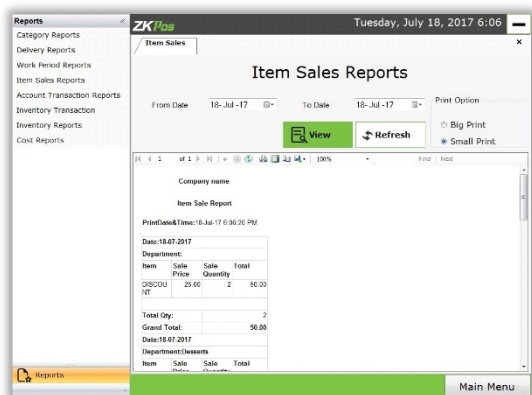 Reports «
Category Reports
Delivery Reports
Work Period Reports
Item Sales Reports
Account Transaction Reports
Inventory Transaction
Inventory Reports
Cost Reports
Reports
ZKPos Tuesday, July 18, 2017 6:06
Item Sales ×
Item Sales Reports
From Date 18- Jul -17 To Date 18- Jul -17 Print Option
Big Print
Small Print
View Refresh
1 of 1 100% Find | Next
Company name
Item Sale Report
PrintDate&Time:18-Jul-17 6:06:20 PM
Date:18-07-2017
Department:
Item Sale Price Sale Quantity Total
DISCOUNT 25.00 2 50.00
Total Qty: 2
Grand Total: 50.00
Date:18-07-2017
Department:Desserts
Item Sale Price Sale Quantity Total
Main Menu